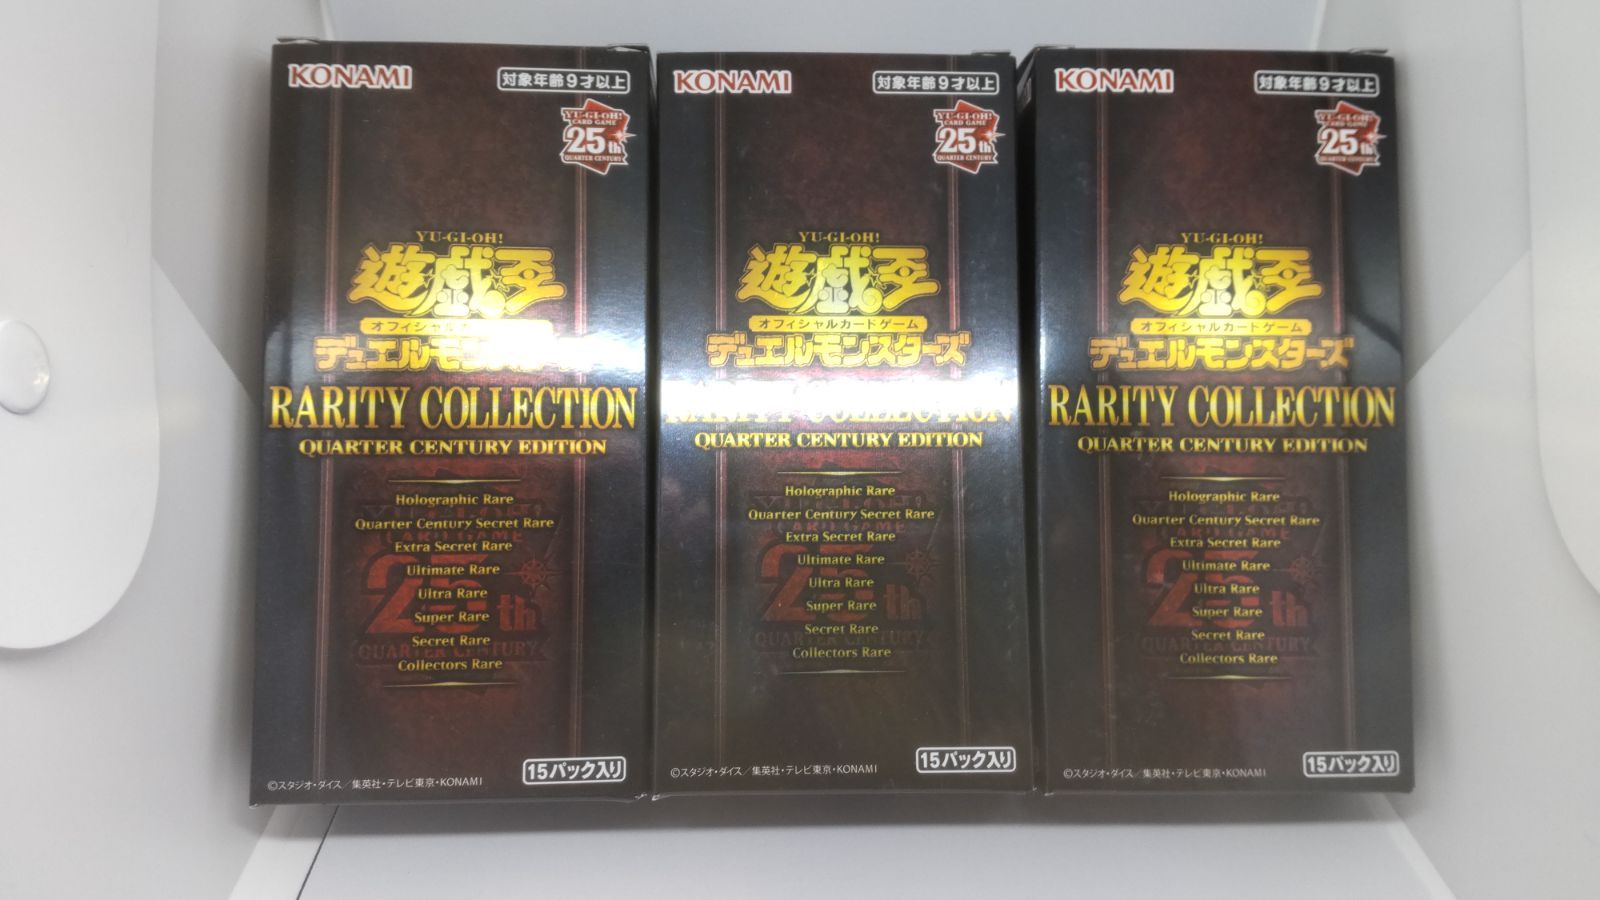 KONAMI
対象年齢9才以上
YU-GI-OH!
CARD GAME
25th
QUARTER CENTURY
YU-GI-OH!
遊戯王
オフィシャルカ
デュエルモンスターズ
RARITY COLLECTION
QUARTER CENTURY EDITION
Holographic Rare
Quarter Century Secret Rare
Extra Secret Rare
Ultimate Rare
Ultra Rare
Super Rare
Secret Rare
Collectors Rare
25th
QUARTER CENTURY
©スタジオ・ダイス／集英社・テレビ東京・KONAMI
15パック入り
KONAMI
対象年齢9才以上
YU-GI-OH!
CARD GAME
25th
QUARTER CENTURY
YU-GI-OH!
遊戯王
オフィシャルカードゲーム
デュエルモンスターズ
RARITY COLLECTION
QUARTER CENTURY EDITION
Holographic Rare
Quarter Century Secret Rare
Extra Secret Rare
Ultimate Rare
Ultra Rare
Super Rare
Secret Rare
Collectors Rare
CARD GAME
25th
QUARTER CENTURY
©スタジオ・ダイス／集英社・テレビ東京・KONAMI
15パック入り
KONAMI
対象年齢9才以上
YU-GI-OH!
CARD GAME
25th
QUARTER CENTURY
YU-GI-OH!
遊戯王
オフィシャルカードゲーム
デュエルモンスターズ
RARITY COLLECTION
QUARTER CENTURY EDITION
Holographic Rare
Quarter Century Secret Rare
Extra Secret Rare
Ultimate Rare
Ultra Rare
Super Rare
Secret Rare
Collectors Rare
25th
©スタジオ・ダイス／集英社・テレビ東京・KONAMI
15パック入り